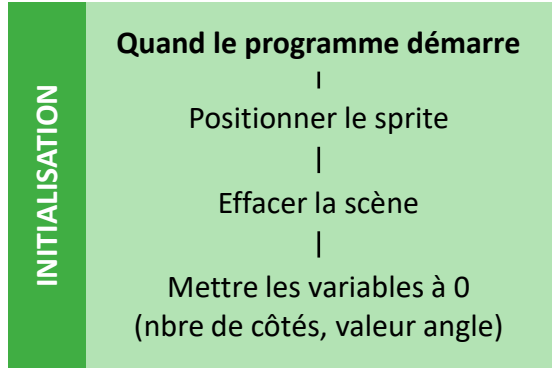 INITIALISATION
Quand le programme démarre
Positionner le sprite
Effacer la scène
Mettre les variables à 0
(nbre de côtés, valeur angle)